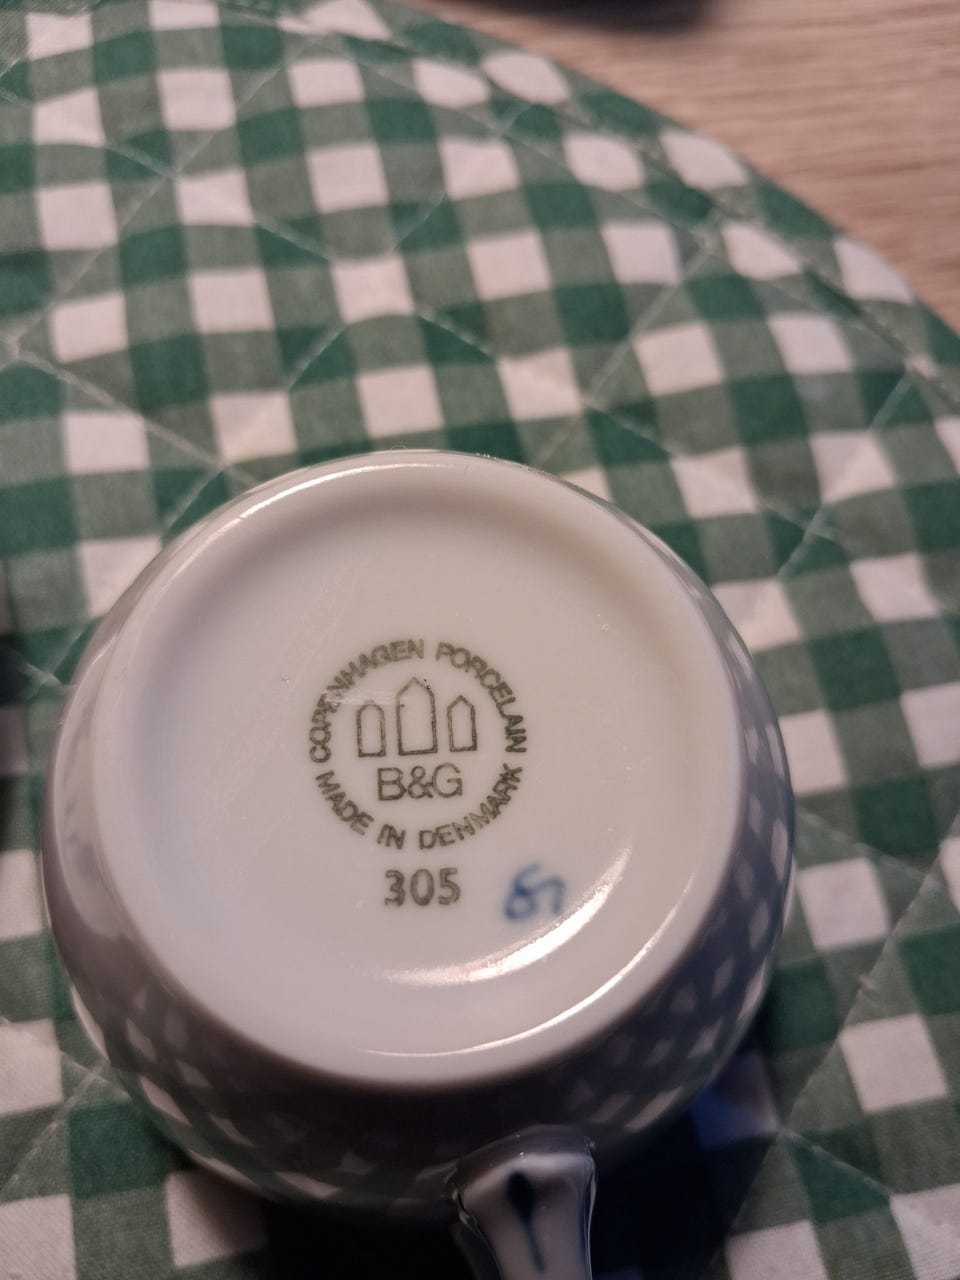 COPENHAGEN PORCELAIN
B&G
MADE IN DENMARK
305